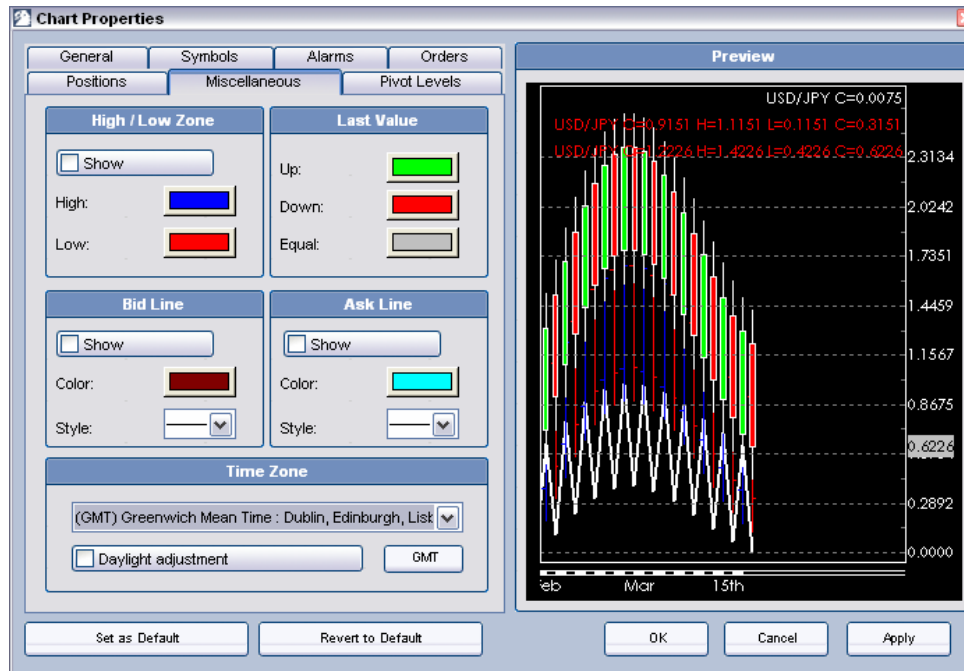 Chart Properties
General Symbols Alarms Orders
Positions Miscellaneous Pivot Levels
High / Low Zone
Show
High:
Low:
Last Value
Up:
Down:
Equal:
Bid Line
Show
Color:
Style:
Ask Line
Show
Color:
Style:
Time Zone
(GMT) Greenwich Mean Time : Dublin, Edinburgh, List
Daylight adjustment GMT
Preview
USD/JPY C=0.0075
USD/JPY O=0.9151 H=1.1151 L=0.1151 C=0.3151
USD/JPY O=1.2226 H=1.4226 L=0.4226 C=0.6226
2.3134
2.0242
1.7351
1.4459
1.1567
0.8675
0.6226
0.2892
0.0000
Feb Mar 15th
Set as Default Revert to Default OK Cancel Apply